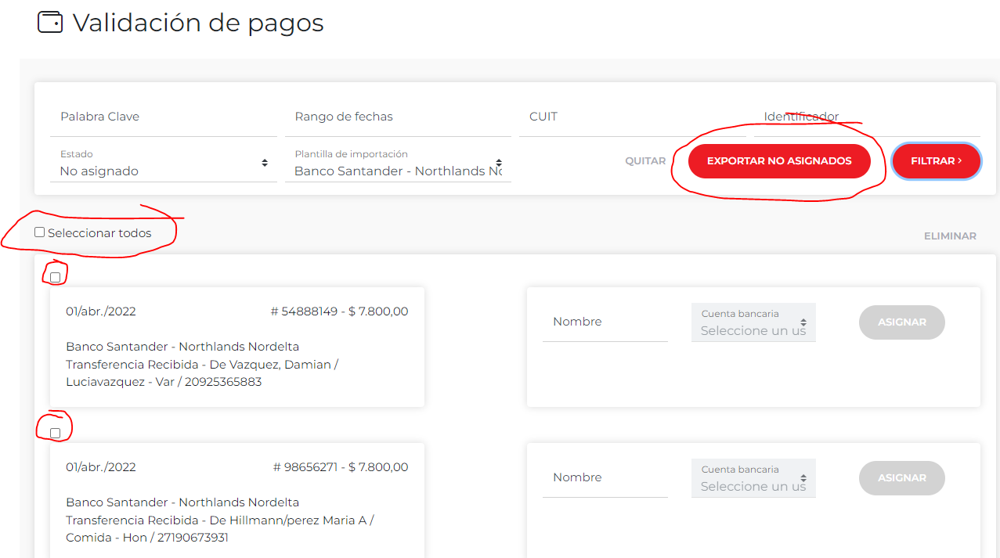 Validación de pagos
Palabra Clave
Rango de fechas
CUIT
Identificador
Estado
No asignado
Plantilla de importación
Banco Santander - Northlands No
QUITAR
EXPORTAR NO ASIGNADOS
FILTRAR ›
Seleccionar todos
ELIMINAR
01/abr./2022
# 54888149 - $ 7.800,00
Banco Santander - Northlands Nordelta
Transferencia Recibida - De Vazquez, Damian /
Luciavazquez - Var / 20925365883
Nombre
Cuenta bancaria
Seleccione un us
ASIGNAR
01/abr./2022
# 98656271 - $ 7.800,00
Banco Santander - Northlands Nordelta
Transferencia Recibida - De Hillmann/perez Maria A /
Comida - Hon / 27190673931
Nombre
Cuenta bancaria
Seleccione un us
ASIGNAR